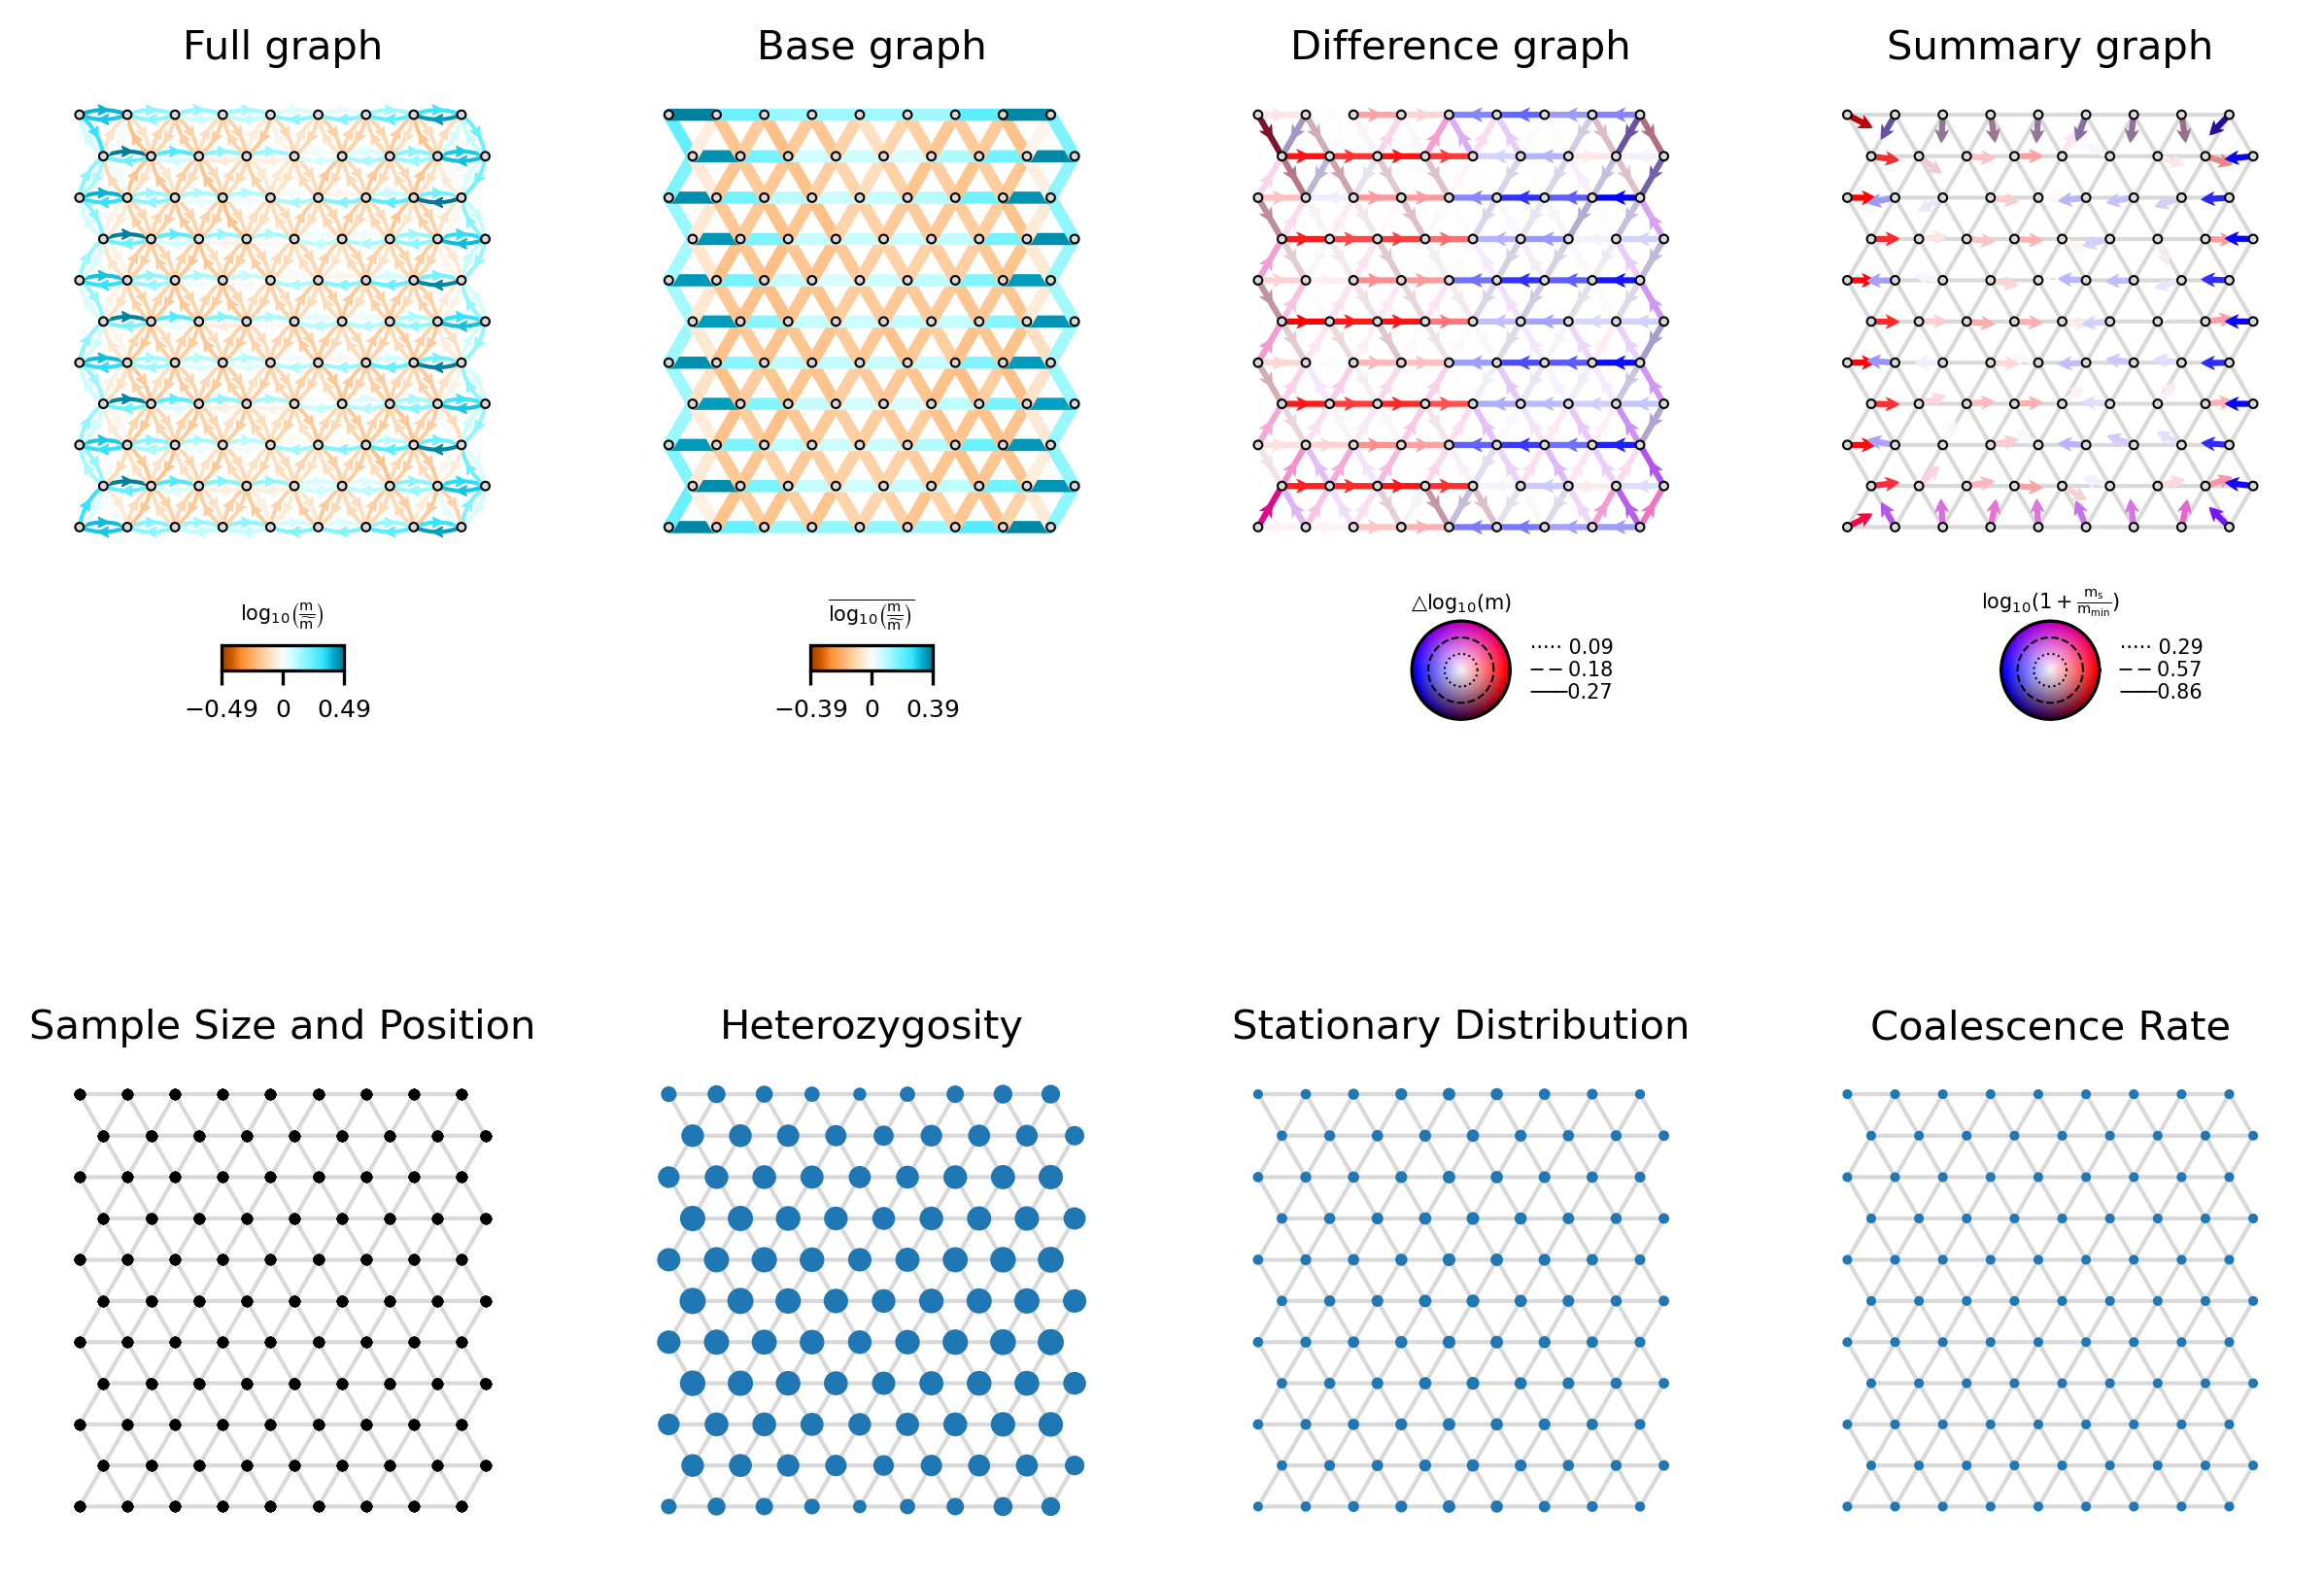 Full graph
Base graph
Difference graph
Summary graph
log₁₀(m/m̃)
−0.49 0 0.49
log₁₀(m/m̃)
−0.39 0 0.39
△log₁₀(m)
0.09
0.18
0.27
log₁₀(1 + mₛ/m_min)
0.29
0.57
0.86
Sample Size and Position
Heterozygosity
Stationary Distribution
Coalescence Rate